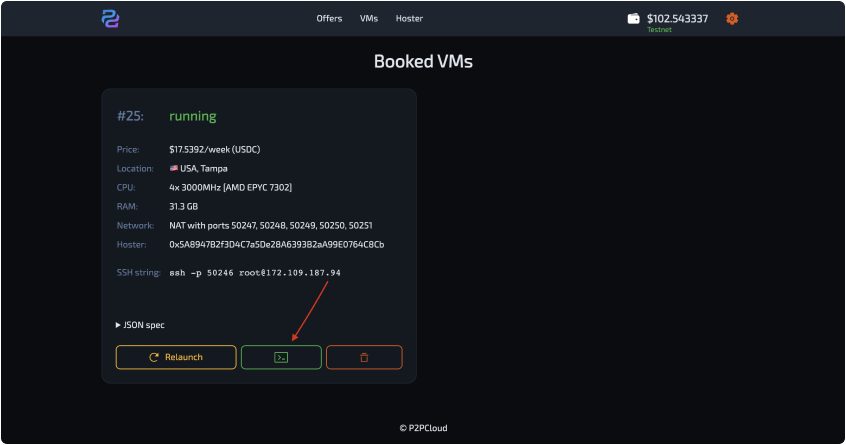 Offers VMs Hoster $102.543337
Testnet
Booked VMs
#25: running
Price: $17.5392/week (USDC)
Location: USA, Tampa
CPU: 4x 3000MHz [AMD EPYC 7302]
RAM: 31.3 GB
Network: NAT with ports 50247, 50248, 50249, 50250, 50251
Hoster: 0x5A8947B2f3D4C7a5De28A6393B2aA99E0764C8Cb
SSH string: ssh -p 50246 root@172.109.187.94
JSON spec
Relaunch
© P2PCloud